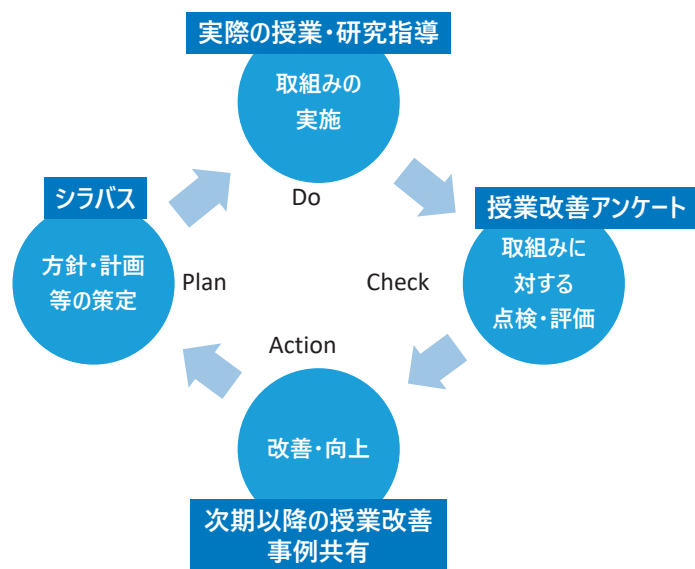 実際の授業・研究指導
取組みの
実施
Do
シラバス
方針・計画
等の策定
Plan
授業改善アンケート
取組みに
対する
点検・評価
Check
Action
改善・向上
次期以降の授業改善
事例共有